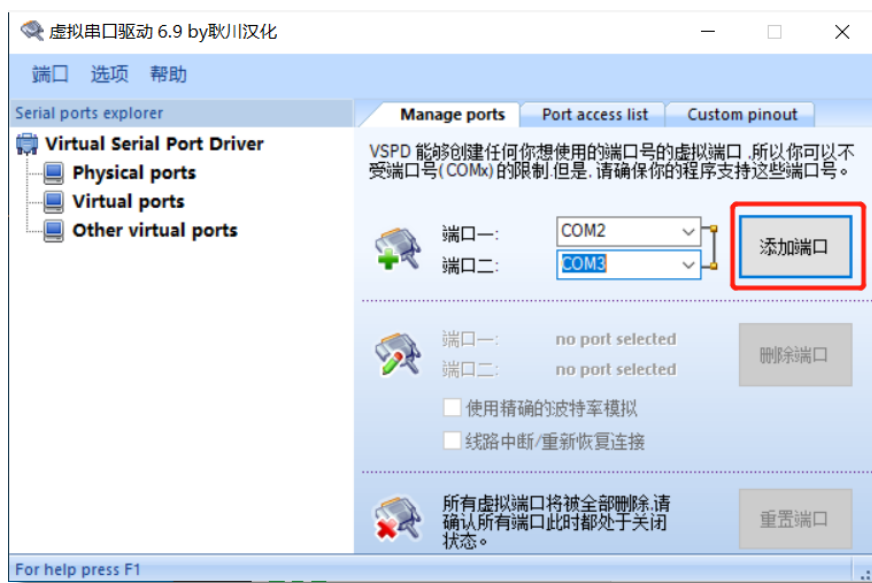 虚拟串口驱动 6.9 by耿川汉化
端口 选项 帮助
Serial ports explorer
Virtual Serial Port Driver
Physical ports
Virtual ports
Other virtual ports
Manage ports Port access list Custom pinout
VSPD 能够创建任何你想使用的端口号的虚拟端口 .所以你可以不
受端口号(COMx)的限制.但是.请确保你的程序支持这些端口号。
端口一: COM2
端口二: COM3
添加端口
端口一: no port selected
端口二: no port selected
删除端口
使用精确的波特率模拟
线路中断/重新恢复连接
所有虚拟端口将被全部删除.请
确认所有端口此时都处于关闭
状态。
重置端口
For help press F1